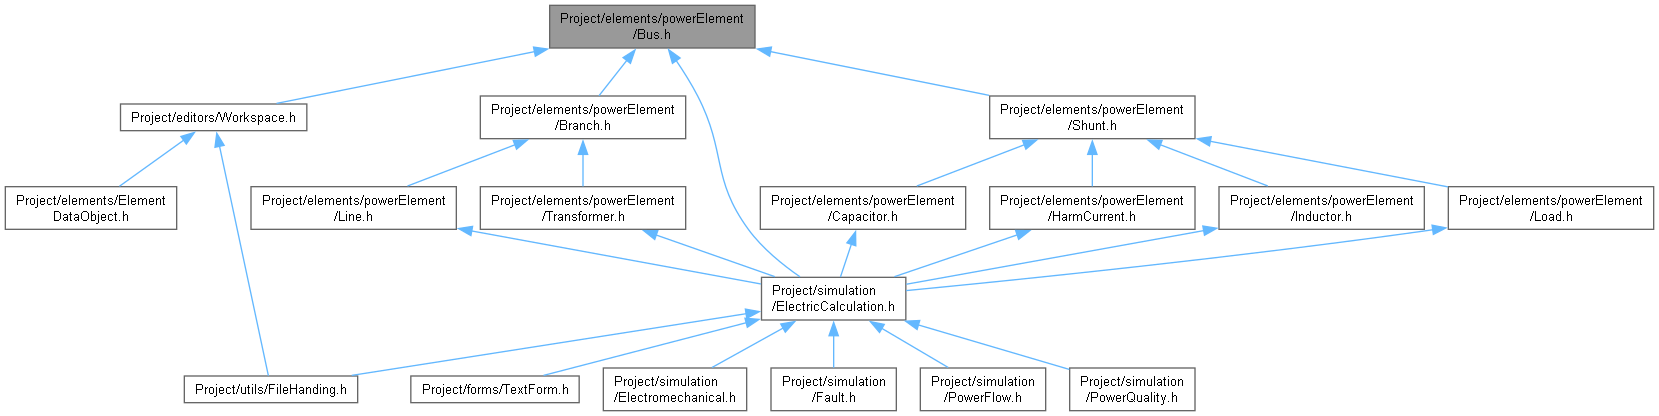 Project/elements/powerElement
/Bus.h
Project/editors/Workspace.h
Project/elements/powerElement
/Branch.h
Project/elements/powerElement
/Shunt.h
Project/elements/Element
DataObject.h
Project/elements/powerElement
/Line.h
Project/elements/powerElement
/Transformer.h
Project/elements/powerElement
/Capacitor.h
Project/elements/powerElement
/HarmCurrent.h
Project/elements/powerElement
/Inductor.h
Project/elements/powerElement
/Load.h
Project/simulation
/ElectricCalculation.h
Project/utils/FileHanding.h
Project/forms/TextForm.h
Project/simulation
/Electromechanical.h
Project/simulation
/Fault.h
Project/simulation
/PowerFlow.h
Project/simulation
/PowerQuality.h